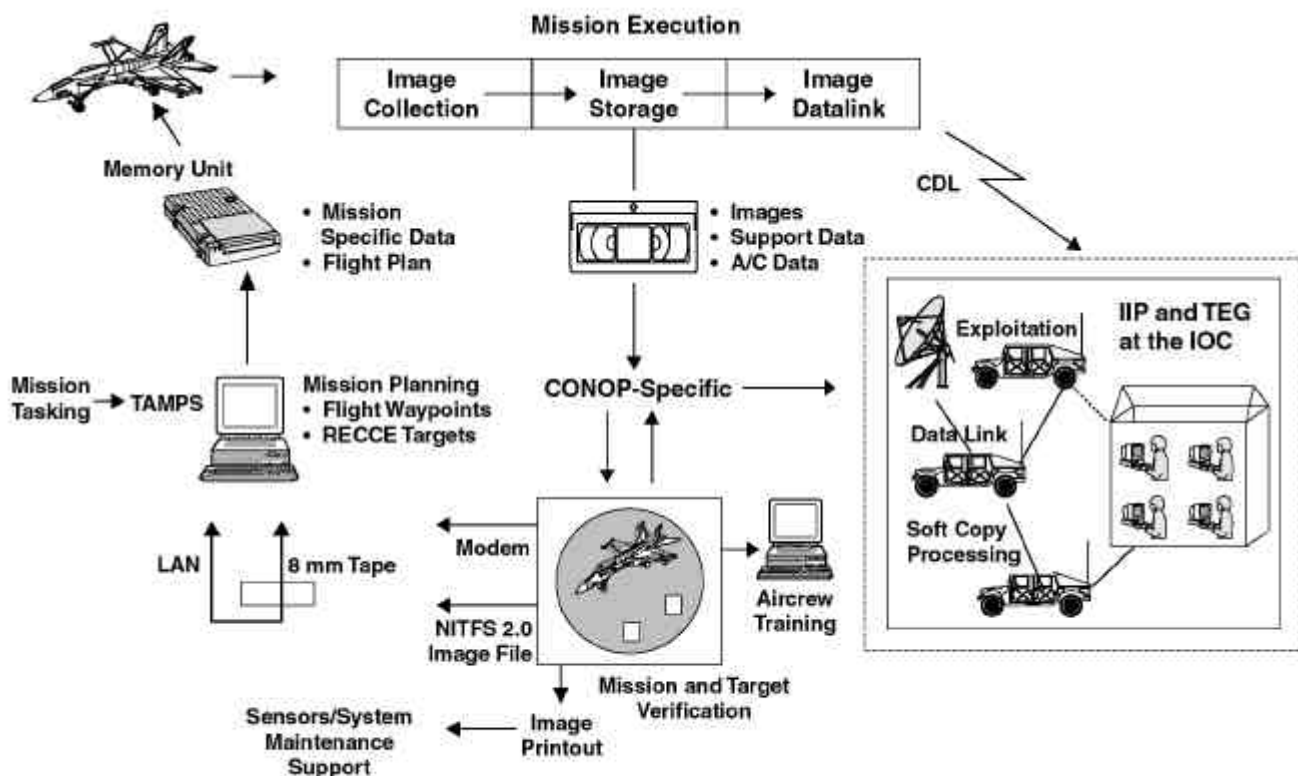 Mission Execution
Image
Collection
Image
Storage
Image
Datalink
Memory Unit
• Mission
Specific Data
• Flight Plan
• Images
• Support Data
• A/C Data
CDL
Mission
Tasking
TAMPS
Mission Planning
• Flight Waypoints
• RECCE Targets
CONOP-Specific
IIP and TEG
at the IOC
Exploitation
Data Link
Soft Copy
Processing
LAN
8 mm Tape
Modem
NITFS 2.0
Image File
Aircrew
Training
Mission and Target
Verification
Image
Printout
Sensors/System
Maintenance
Support